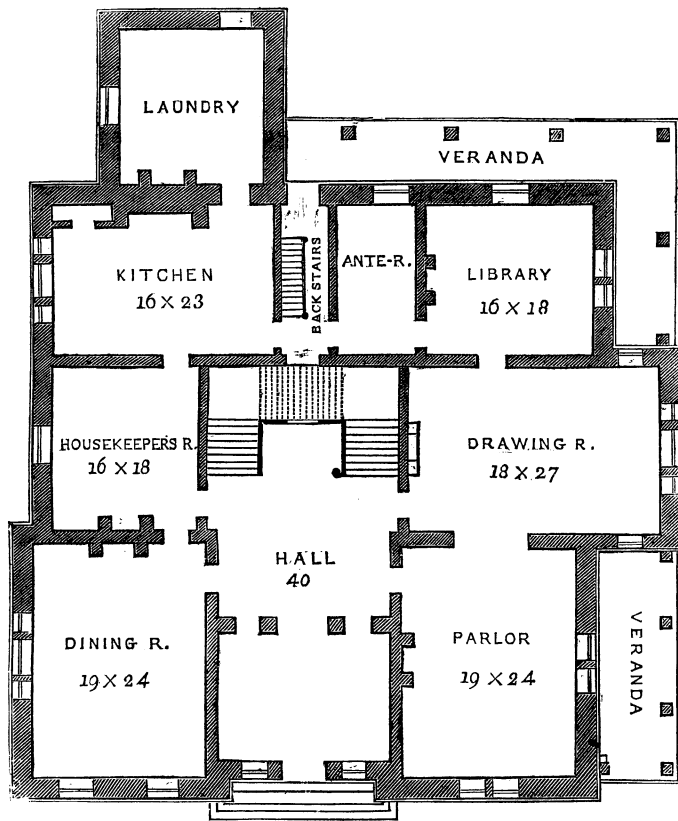 LAUNDRY
VERANDA
KITCHEN
16 X 23
BACK STAIRS
ANTE-R.
LIBRARY
16 X 18
HOUSEKEEPER'S R.
16 X 18
DRAWING R.
18 X 27
HALL
40
DINING R.
19 X 24
PARLOR
19 X 24
VERANDA